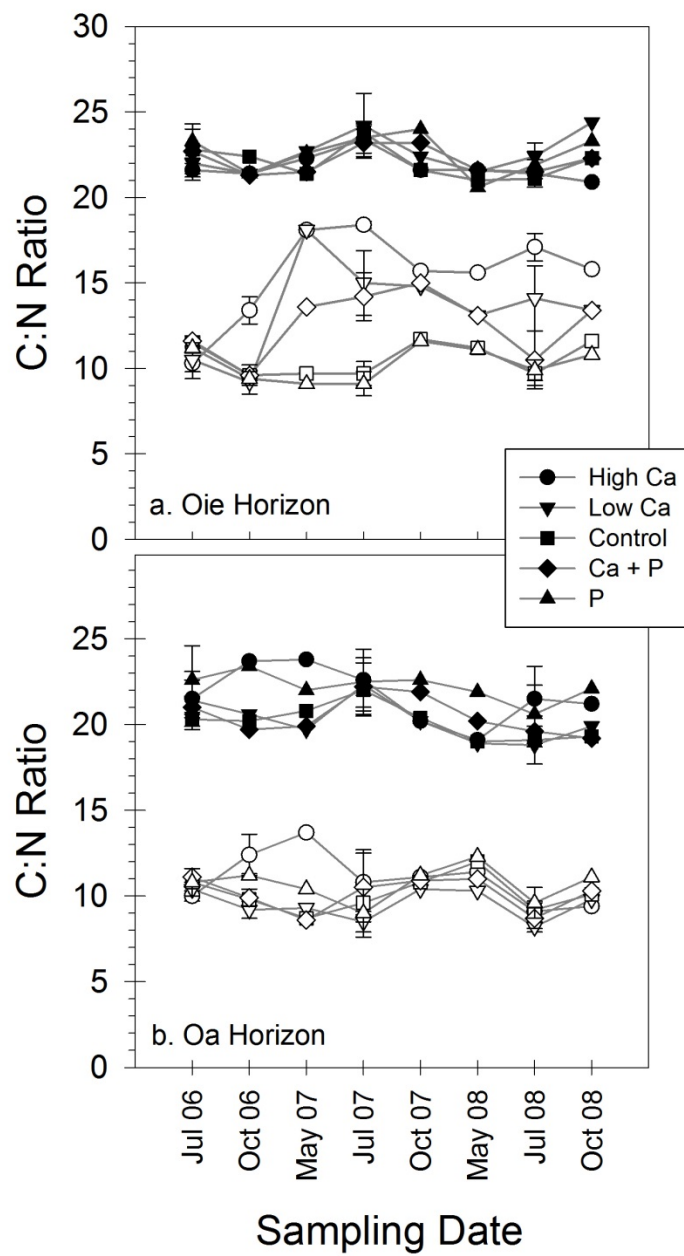 30
25
20
15
10
5
0
C:N Ratio
a. Oie Horizon
High Ca
Low Ca
Control
Ca + P
P
25
20
15
10
5
0
C:N Ratio
b. Oa Horizon
Jul 06
Oct 06
May 07
Jul 07
Oct 07
May 08
Jul 08
Oct 08
Sampling Date